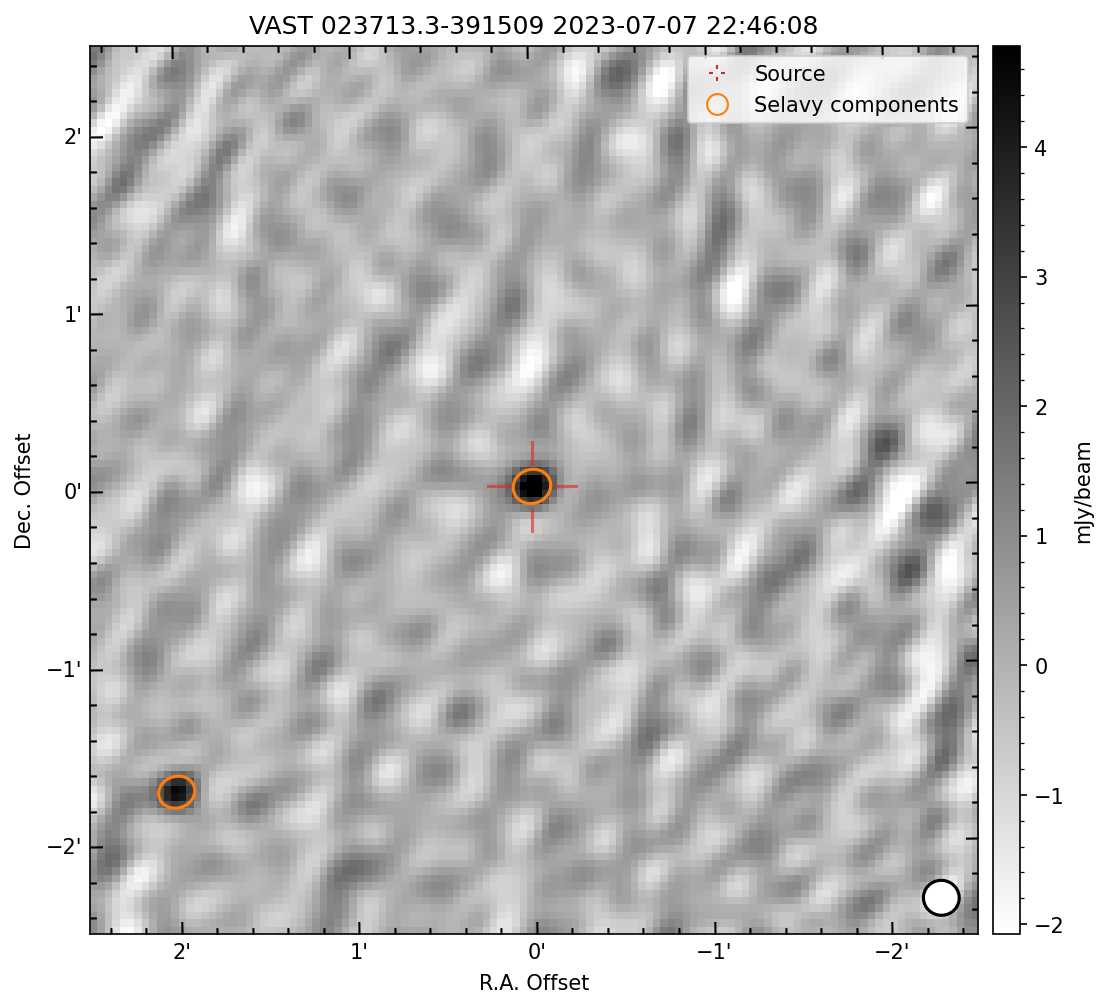 VAST 023713.3-391509 2023-07-07 22:46:08
Source
Selavy components
2'
1'
0'
−1'
−2'
Dec. Offset
2'
1'
0'
−1'
−2'
R.A. Offset
4
3
2
1
0
−1
−2
mJy/beam